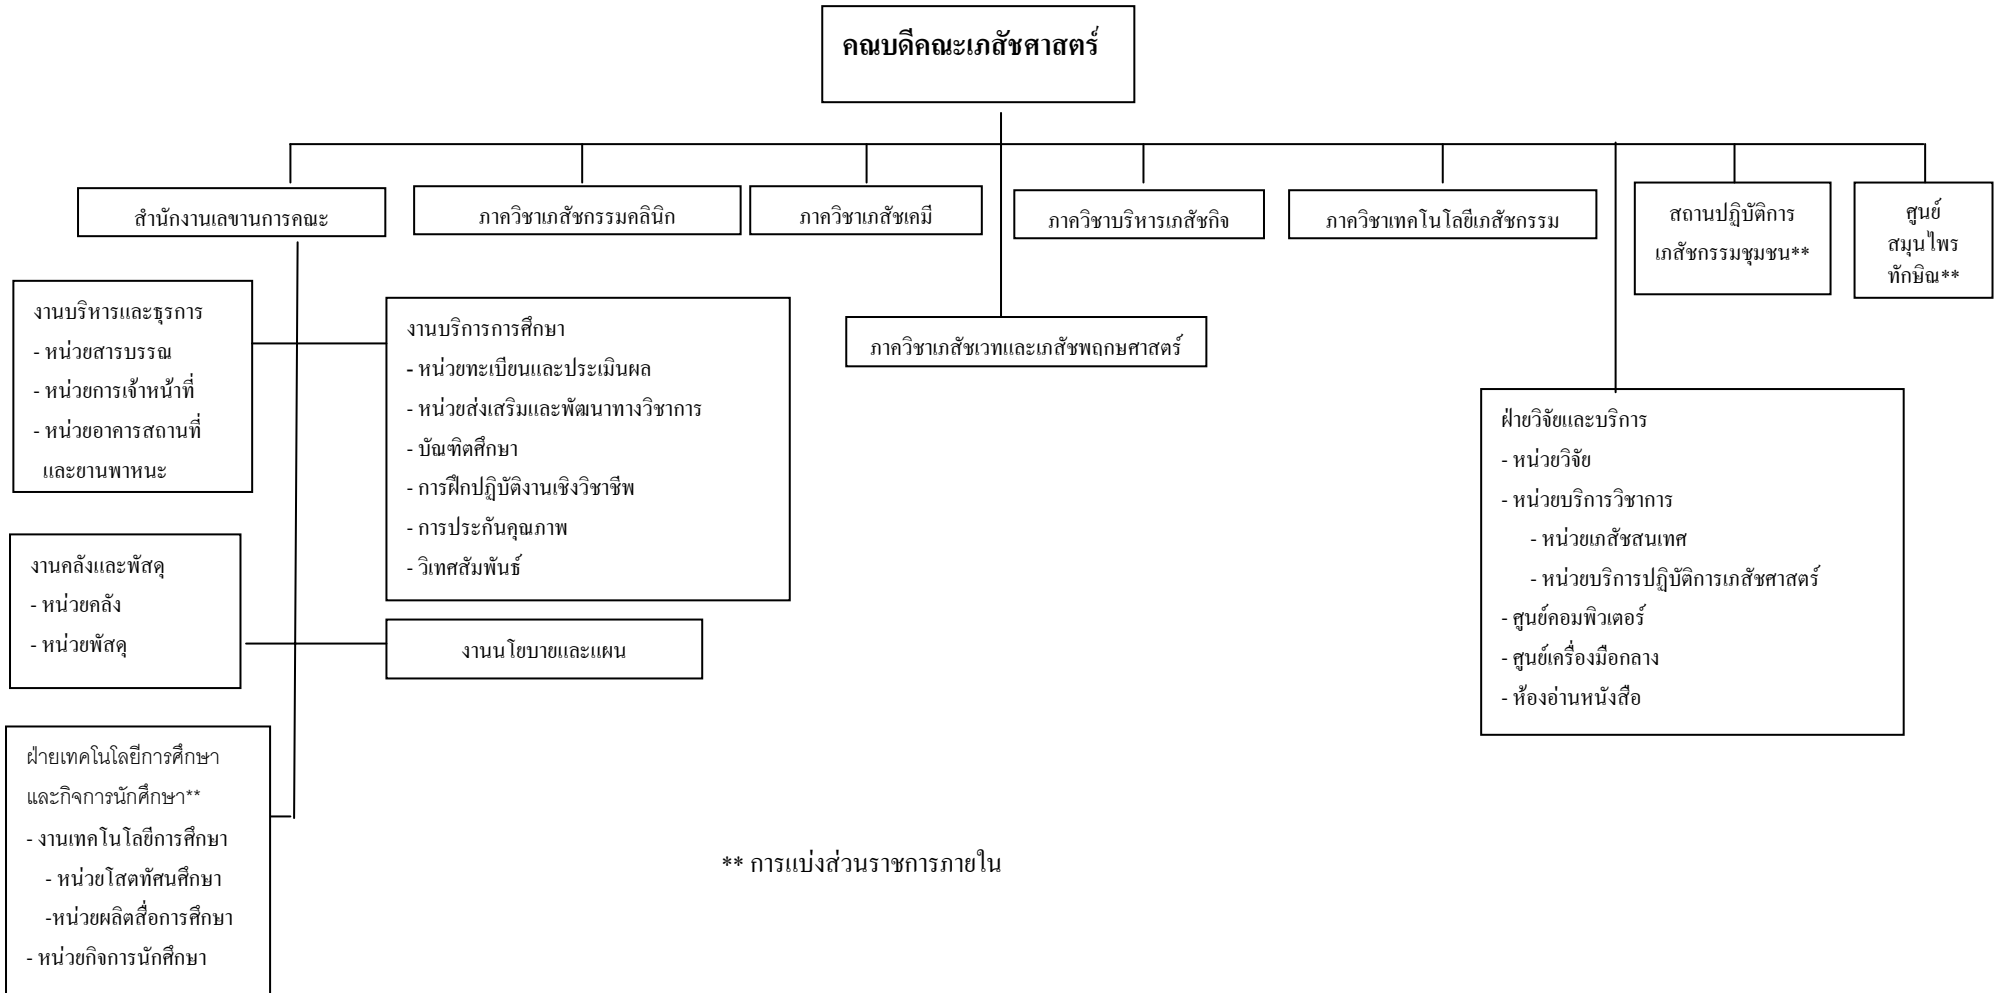 คณบดีคณะเภสัชศาสตร์
สำนักงานเลขานการคณะ
ภาควิชาเภสัชกรรมคลินิก
ภาควิชาเภสัชเคมี
ภาควิชาบริหารเภสัชกิจ
ภาควิชาเทคโนโลยีเภสัชกรรม
สถานปฏิบัติการ
เภสัชกรรมชุมชน**
ศูนย์
สมุนไพร
ทักษิณ**
งานบริหารและธุรการ
- หน่วยสารบรรณ
- หน่วยการเจ้าหน้าที่
- หน่วยอาคารสถานที่
และยานพาหนะ
งานบริการการศึกษา
- หน่วยทะเบียนและประเมินผล
- หน่วยส่งเสริมและพัฒนาทางวิชาการ
- บัณฑิตศึกษา
- การฝึกปฏิบัติงานเชิงวิชาชีพ
- การประกันคุณภาพ
- วิเทศสัมพันธ์
ภาควิชาเภสัชเวทและเภสัชพฤกษศาสตร์
ฝ่ายวิจัยและบริการ
- หน่วยวิจัย
- หน่วยบริการวิชาการ
- หน่วยเภสัชสนเทศ
- หน่วยบริการปฏิบัติการเภสัชศาสตร์
- ศูนย์คอมพิวเตอร์
- ศูนย์เครื่องมือกลาง
- ห้องอ่านหนังสือ
งานคลังและพัสดุ
- หน่วยคลัง
- หน่วยพัสดุ
งานนโยบายและแผน
ฝ่ายเทคโนโลยีการศึกษา
และกิจการนักศึกษา**
- งานเทคโนโลยีการศึกษา
- หน่วยโสตทัศนศึกษา
-หน่วยผลิตสื่อการศึกษา
- หน่วยกิจการนักศึกษา
** การแบ่งส่วนราชการภายใน